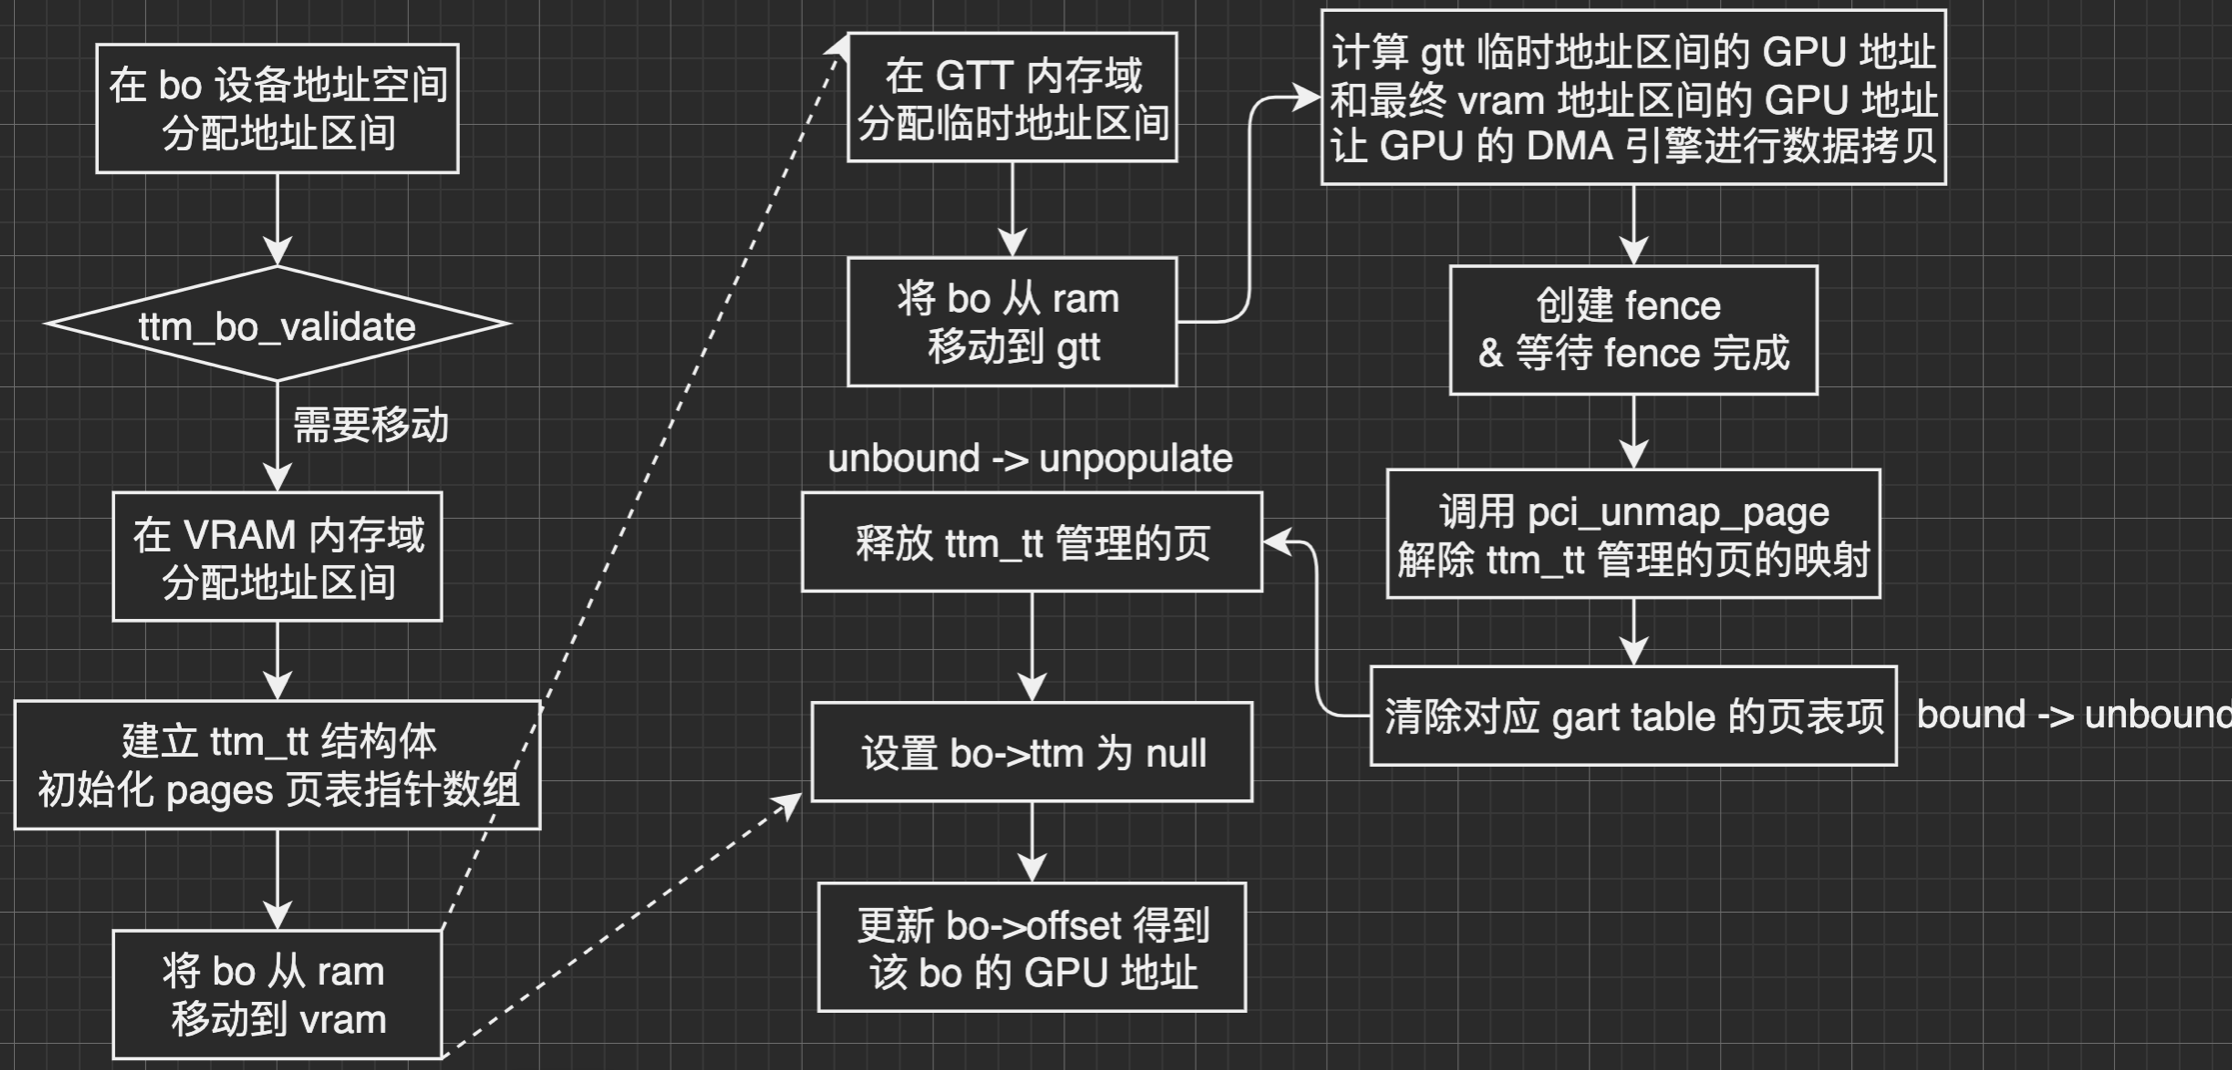 在 bo 设备地址空间
分配地址区间
ttm_bo_validate
需要移动
在 VRAM 内存域
分配地址区间
建立 ttm_tt 结构体
初始化 pages 页表指针数组
将 bo 从 ram
移动到 vram
在 GTT 内存域
分配临时地址区间
将 bo 从 ram
移动到 gtt
计算 gtt 临时地址区间的 GPU 地址
和最终 vram 地址区间的 GPU 地址
让 GPU 的 DMA 引擎进行数据拷贝
创建 fence
& 等待 fence 完成
调用 pci_unmap_page
解除 ttm_tt 管理的页的映射
清除对应 gart table 的页表项
bound -> unbound
unbound -> unpopulate
释放 ttm_tt 管理的页
设置 bo->ttm 为 null
更新 bo->offset 得到
该 bo 的 GPU 地址